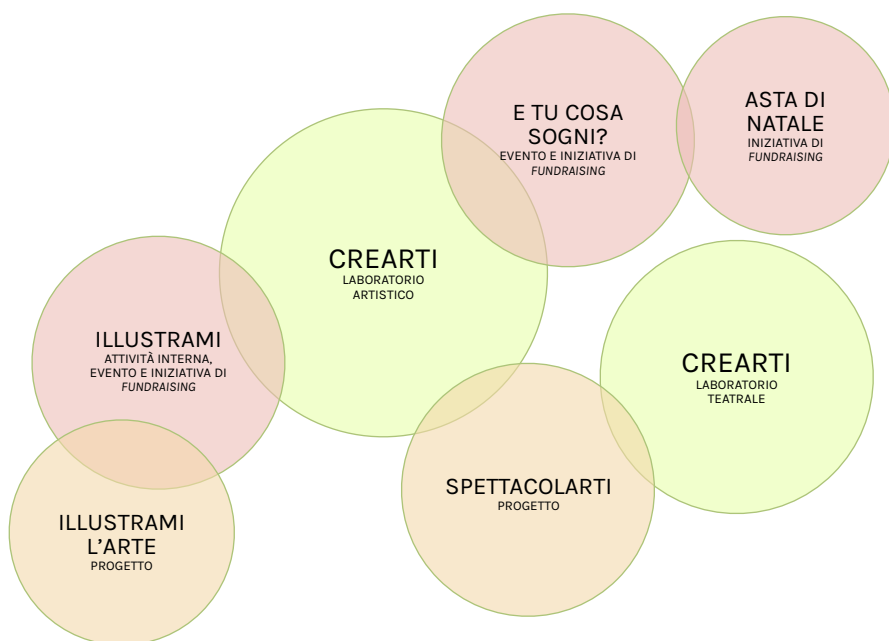 E TU COSA
SOGNI?
EVENTO E INIZIATIVA DI
FUNDRAISING
ASTA DI
NATALE
INIZIATIVA DI
FUNDRAISING
CREARTI
LABORATORIO
ARTISTICO
ILLUSTRAMI
ATTIVITÀ INTERNA,
EVENTO E INIZIATIVA DI
FUNDRAISING
CREARTI
LABORATORIO
TEATRALE
SPETTACOLARTI
PROGETTO
ILLUSTRAMI
L'ARTE
PROGETTO